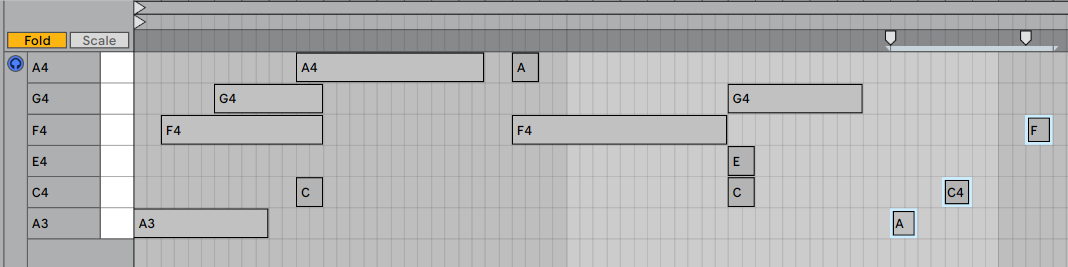 Fold Scale
A4 A4 A
G4 G4 G4
F4 F4 F4 F
E4 E
C4 C C C4
A3 A3 A